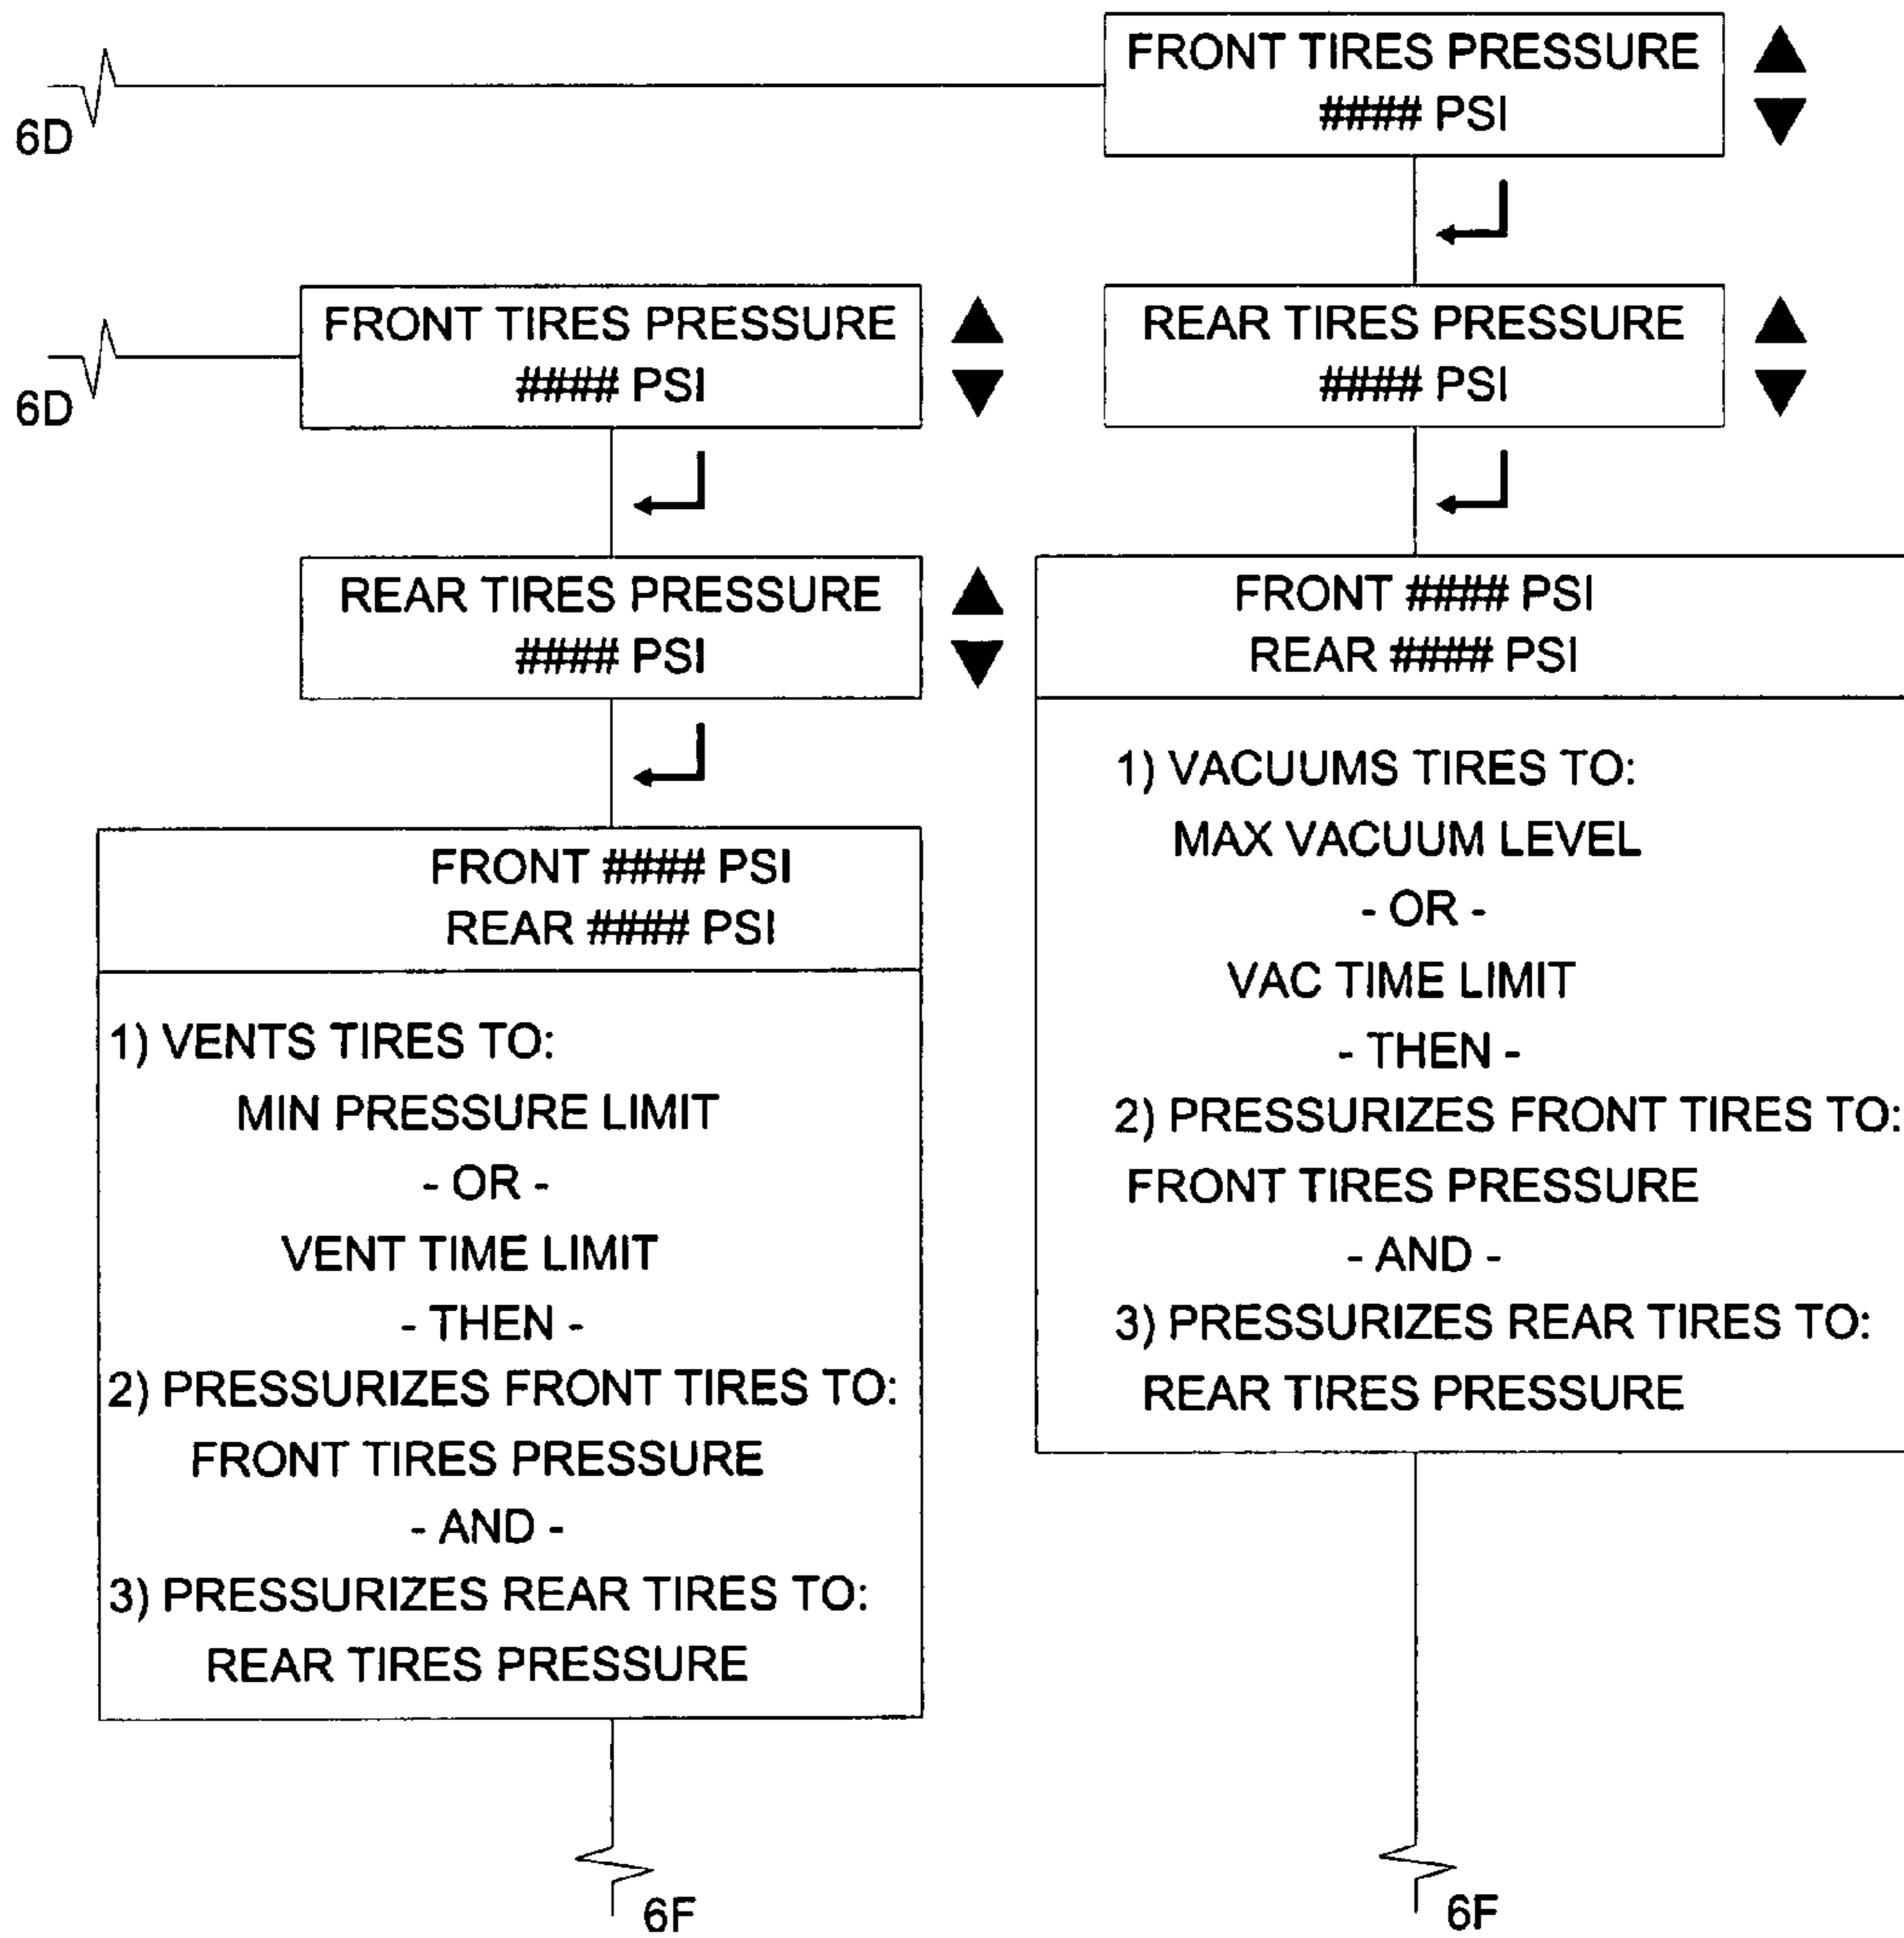 FRONT TIRES PRESSURE
#### PSI
6D
FRONT TIRES PRESSURE
#### PSI
REAR TIRES PRESSURE
#### PSI
6D
REAR TIRES PRESSURE
#### PSI
FRONT #### PSI
REAR #### PSI
1) VENTS TIRES TO:
MIN PRESSURE LIMIT
- OR -
VENT TIME LIMIT
- THEN -
2) PRESSURIZES FRONT TIRES TO:
FRONT TIRES PRESSURE
- AND -
3) PRESSURIZES REAR TIRES TO:
REAR TIRES PRESSURE
6F
FRONT #### PSI
REAR #### PSI
1) VACUUMS TIRES TO:
MAX VACUUM LEVEL
- OR -
VAC TIME LIMIT
- THEN -
2) PRESSURIZES FRONT TIRES TO:
FRONT TIRES PRESSURE
- AND -
3) PRESSURIZES REAR TIRES TO:
REAR TIRES PRESSURE
6F